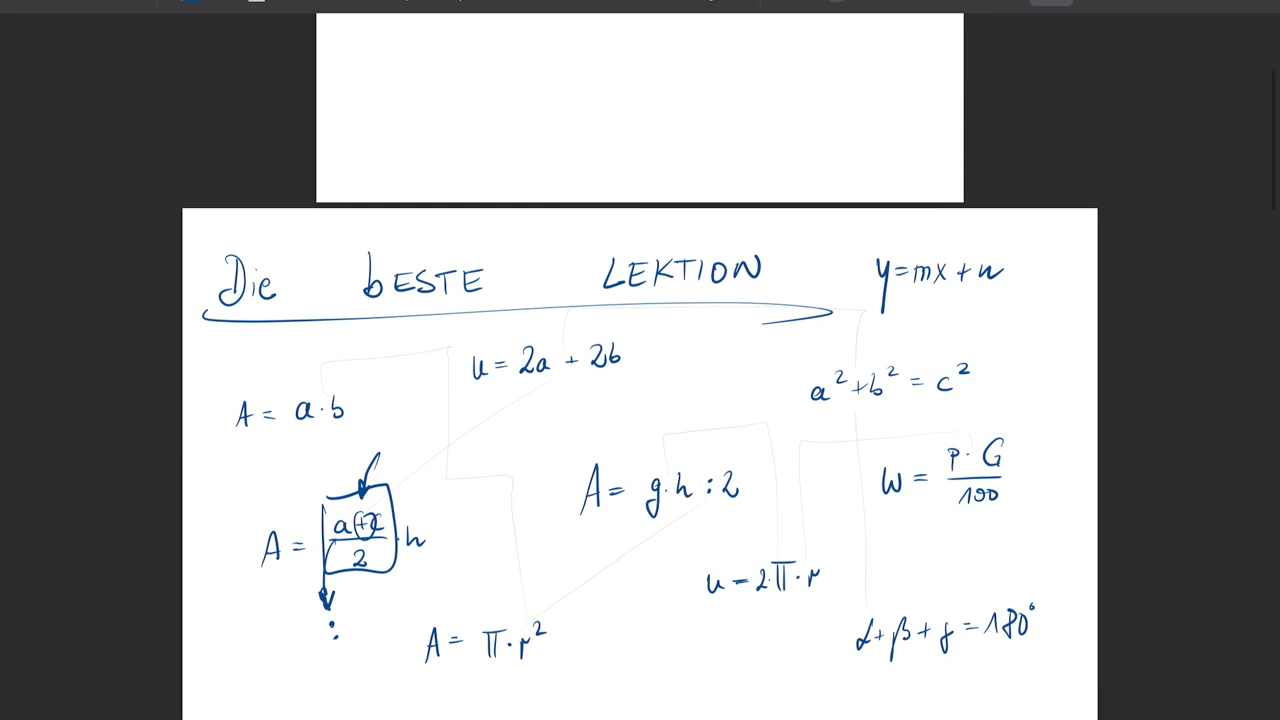 Die bESTE LEKTION
y=mx+n
u = 2a + 2b
a²+b² = c²
A = a·b
A = g·h : 2
W = p·G/100
A = a+c/2 ·h
u = 2·π·r
:
A = π·r²
α+β+γ=180°